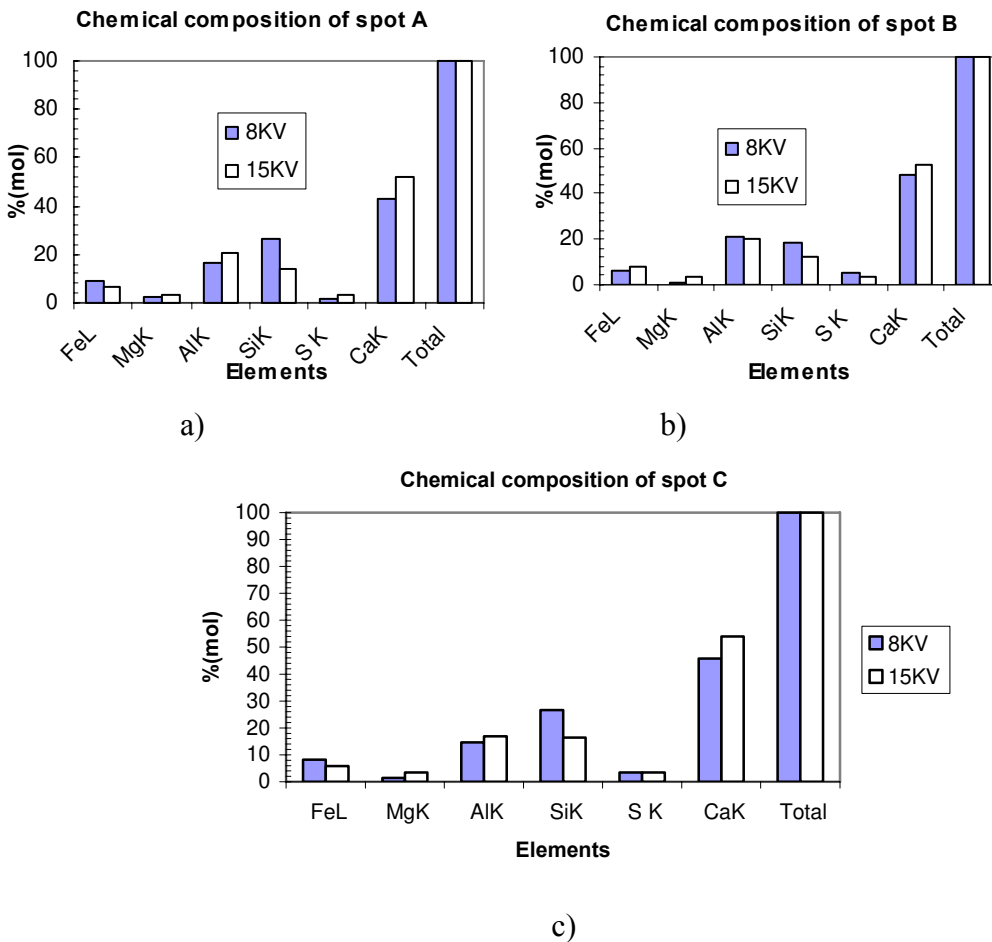 Chemical composition of spot A
100
80
60
40
20
0
%(mol)
8KV
15KV
FeL MgK AlK SiK S K CaK Total
Elements
a)
Chemical composition of spot B
100
80
60
40
20
0
%(mol)
8KV
15KV
FeL MgK AlK SiK S K CaK Total
Elements
b)
Chemical composition of spot C
100
90
80
70
60
50
40
30
20
10
0
%(mol)
8KV
15KV
FeL MgK AlK SiK S K CaK Total
Elements
c)